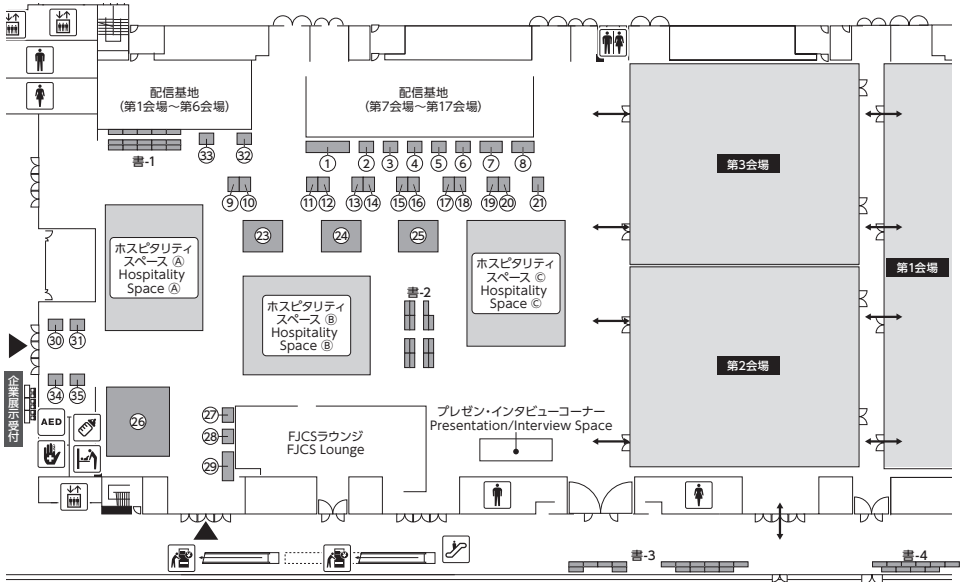 配信基地
(第1会場~第6会場)
配信基地
(第7会場~第17会場)
書-1
㉝
㉜
①
②
③
④
⑤
⑥
⑦
⑧
⑨
⑩
⑪
⑫
⑬
⑭
⑮
⑯
⑰
⑱
⑲
⑳
㉑
第3会場
㉓
㉔
㉕
ホスピタリティ
スペース Ⓐ
Hospitality
Space Ⓐ
ホスピタリティ
スペース Ⓑ
Hospitality
Space Ⓑ
ホスピタリティ
スペース Ⓒ
Hospitality
Space Ⓒ
書-2
第1会場
㉚
㉛
第2会場
企業展示受付
㉞
㉟
AED
㉖
㉗
㉘
㉙
FJCSラウンジ
FJCS Lounge
プレゼン・インタビューコーナー
Presentation/Interview Space
書-3
書-4